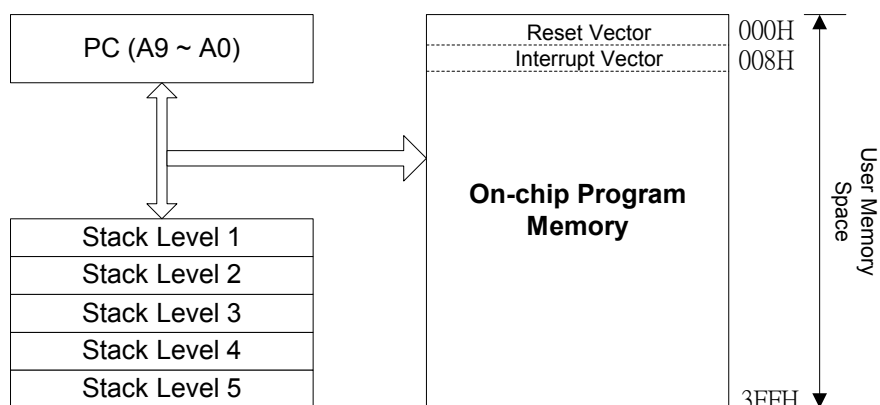 PC (A9 ~ A0)
Stack Level 1
Stack Level 2
Stack Level 3
Stack Level 4
Stack Level 5
Reset Vector
Interrupt Vector
On-chip Program
Memory
000H
008H
3FFH
User Memory
Space